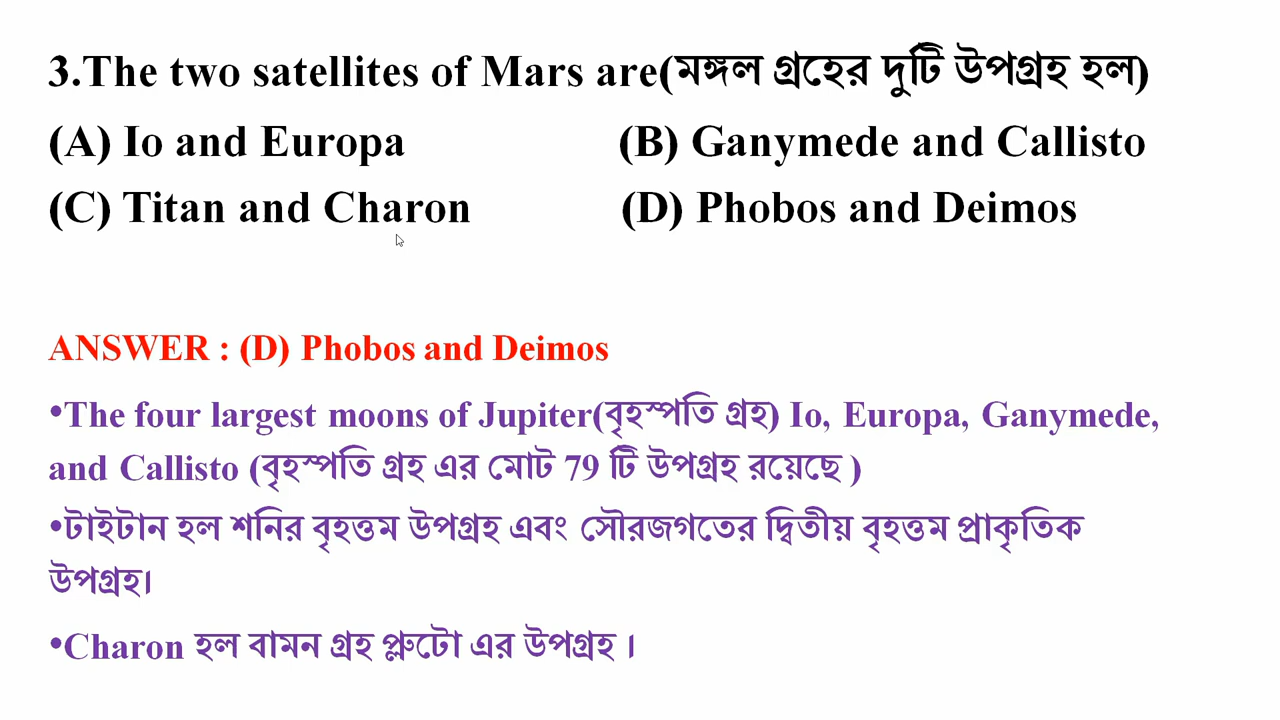 3.The two satellites of Mars are(মঙ্গল গ্রহের দুটি উপগ্রহ হল)
(A) Io and Europa (B) Ganymede and Callisto
(C) Titan and Charon (D) Phobos and Deimos
ANSWER : (D) Phobos and Deimos
•The four largest moons of Jupiter(বৃহস্পতি গ্রহ) Io, Europa, Ganymede,
and Callisto (বৃহস্পতি গ্রহ এর মোট 79 টি উপগ্রহ রয়েছে )
•টাইটান হল শনির বৃহত্তম উপগ্রহ এবং সৌরজগতের দ্বিতীয় বৃহত্তম প্রাকৃতিক
উপগ্রহ।
•Charon হল বামন গ্রহ প্লুটো এর উপগ্রহ ।